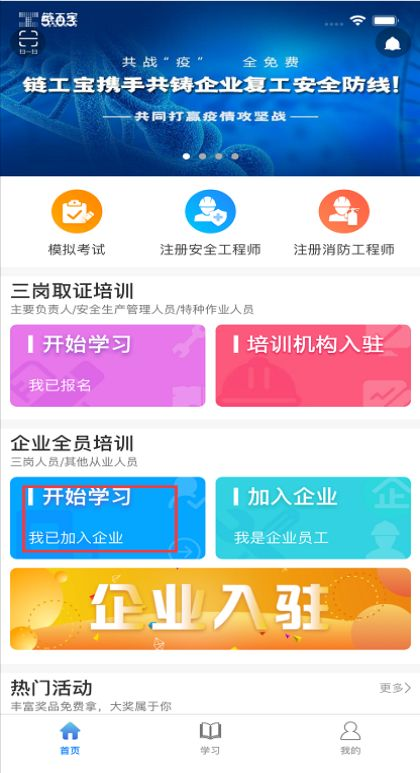 链工宝
扫一扫
共战“疫” 全免费
链工宝携手共铸企业复工安全防线!
共同打赢疫情攻坚战
模拟考试
注册安全工程师
注册消防工程师
三岗取证培训
主要负责人/安全生产管理人员/特种作业人员
开始学习
我已报名
培训机构入驻
企业全员培训
三岗人员/其他从业人员
开始学习
我已加入企业
加入企业
我是企业员工
企
企业入驻
热门活动
更多>
丰富奖品免费拿，大奖属于你
首页
学习
我的